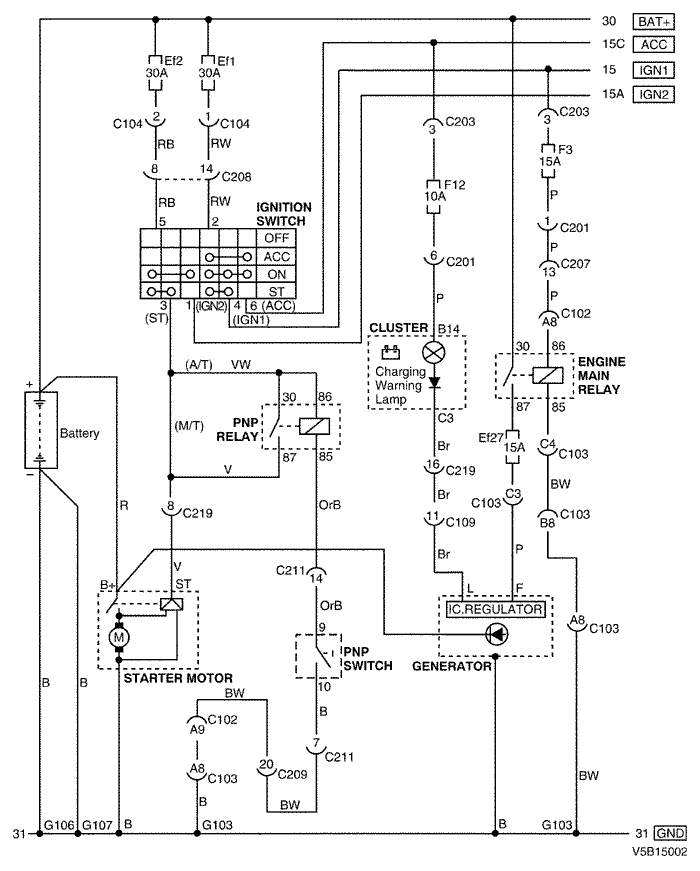 30 BAT+
15C ACC
15 IGN1
15A IGN2
Ef2
30A
Ef1
30A
2
C104
1
C104
RB
RW
8
14
C208
RB
RW
5
2
IGNITION
SWITCH
OFF
ACC
ON
ST
3
(ST)
1
(IGN2)
4
(IGN1)
6 (ACC)
3
C203
F12
10A
6
C201
P
B14
CLUSTER
Charging
Warning
Lamp
C3
Br
16
C219
Br
11
C109
Br
L
3
C203
F3
15A
P
1
C201
P
13
C207
P
A8
C102
30
86
ENGINE
MAIN
RELAY
87
85
Ef27
15A
C4
C103
C103
C3
BW
B8
C103
P
F
A8
C103
BW
(A/T)
VW
(M/T)
30
86
PNP
RELAY
87
85
V
OrB
8
C219
C211
14
V
OrB
+
Battery
–
R
B+
ST
M
STARTER MOTOR
9
PNP
SWITCH
10
B
7
C211
IC.REGULATOR
GENERATOR
B
B
BW
C102
A9
A8
C103
20
C209
B
BW
31
G106
G107
B
G103
B
G103
31 GND
V5B15002